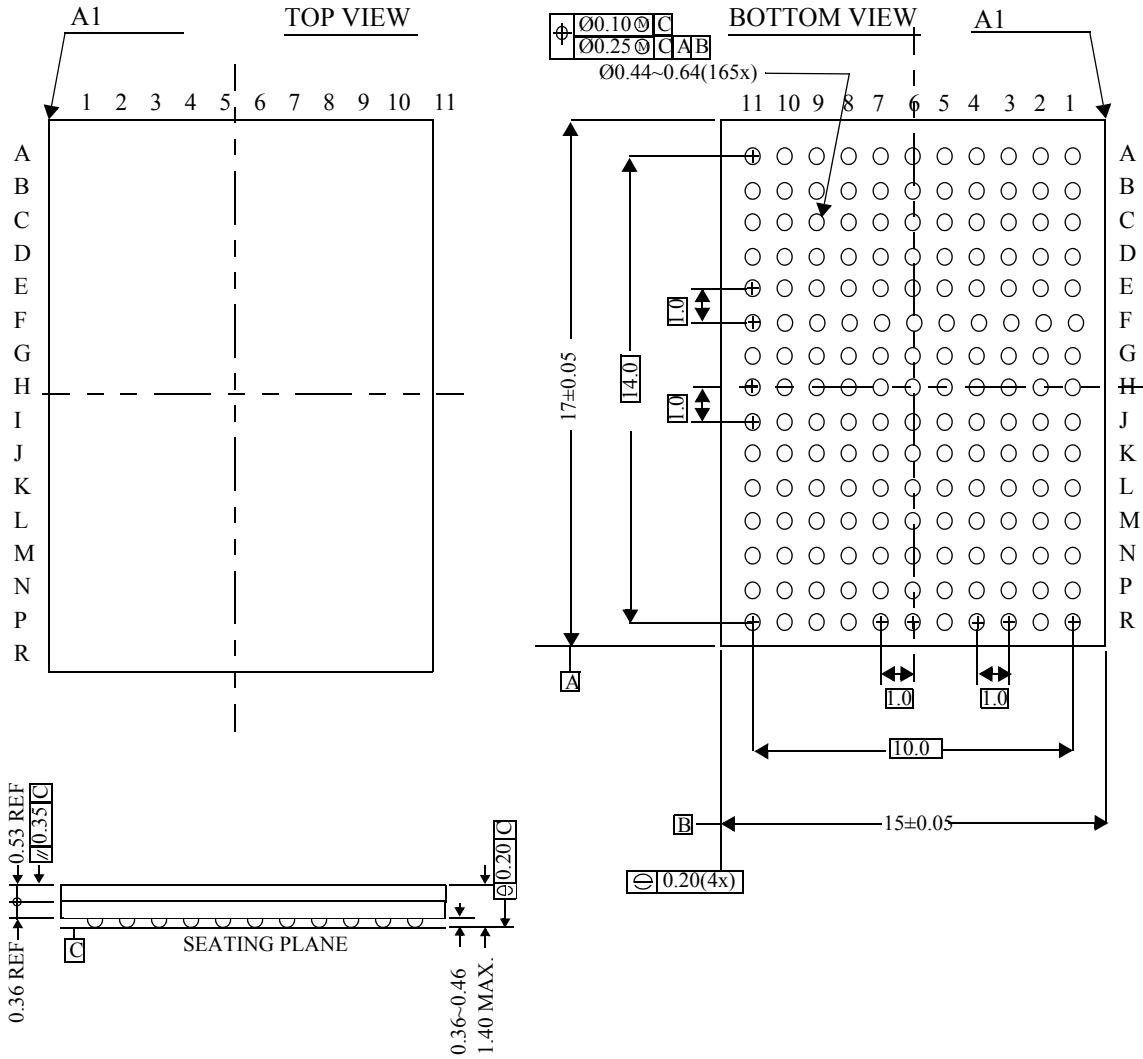 A1
TOP VIEW
1 2 3 4 5 6 7 8 9 10 11
A
B
C
D
E
F
G
H
I
J
K
L
M
N
P
R
Ø0.10 Ⓜ C
Ø0.25 Ⓜ C A B
BOTTOM VIEW
A1
Ø0.44~0.64(165x)
11 10 9 8 7 6 5 4 3 2 1
A
B
C
D
E
F
G
H
J
K
L
M
N
P
R
17±0.05
14.0
1.0
1.0
A
1.0
1.0
10.0
B
15±0.05
0.20(4x)
0.53 REF
// 0.35 C
0.36 REF
C
SEATING PLANE
0.20 C
0.36~0.46
1.40 MAX.